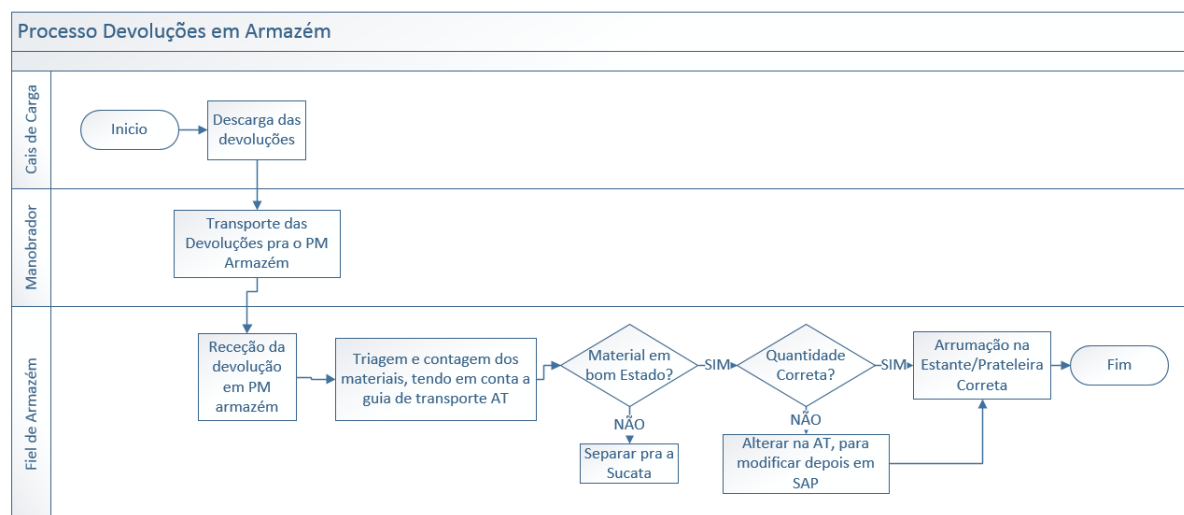 Processo Devoluções em Armazém
Cais de Carga
Inicio
Descarga das
devoluções
Manobrador
Transporte das
Devoluções pra o PM
Armazém
Fiel de Armazém
Receção da
devolução
em PM
armazém
Triagem e contagem dos
materiais, tendo em conta a
guia de transporte AT
Material em
bom Estado?
SIM
NÃO
Separar pra a
Sucata
Quantidade
Correta?
SIM
NÃO
Alterar na AT, para
modificar depois em
SAP
Arrumação na
Estante/Prateleira
Correta
Fim